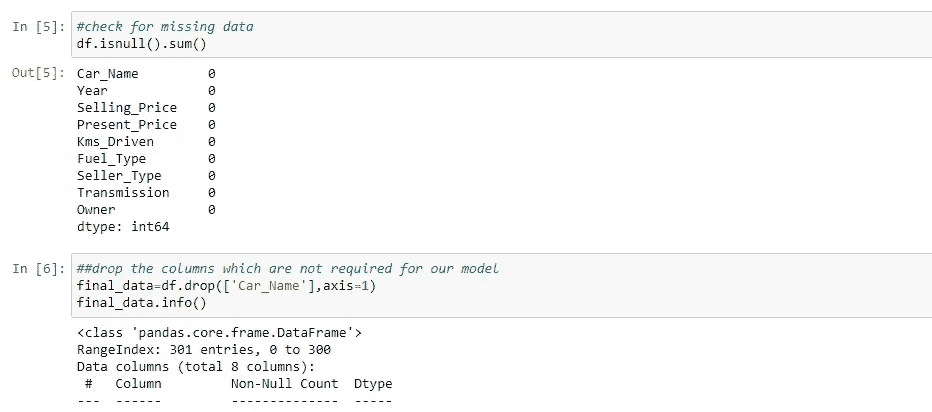 In [5]: #check for missing data
df.isnull().sum()
Out[5]: Car_Name 0
Year 0
Selling_Price 0
Present_Price 0
Kms_Driven 0
Fuel_Type 0
Seller_Type 0
Transmission 0
Owner 0
dtype: int64
In [6]: ##drop the columns which are not required for our model
final_data=df.drop(['Car_Name'],axis=1)
final_data.info()
<class 'pandas.core.frame.DataFrame'>
RangeIndex: 301 entries, 0 to 300
Data columns (total 8 columns):
# Column Non-Null Count Dtype
--- ------ -------------- -----